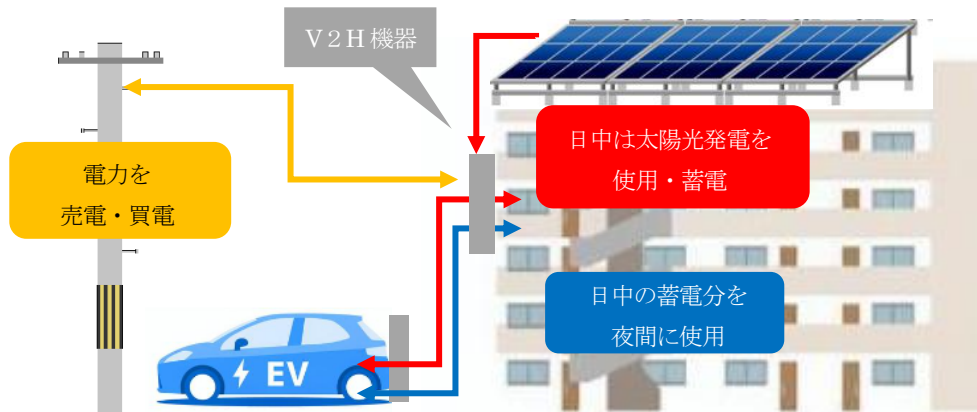 Ｖ２Ｈ機器
日中は太陽光発電を
使用・蓄電
電力を
売電・買電
日中の蓄電分を
夜間に使用
EV